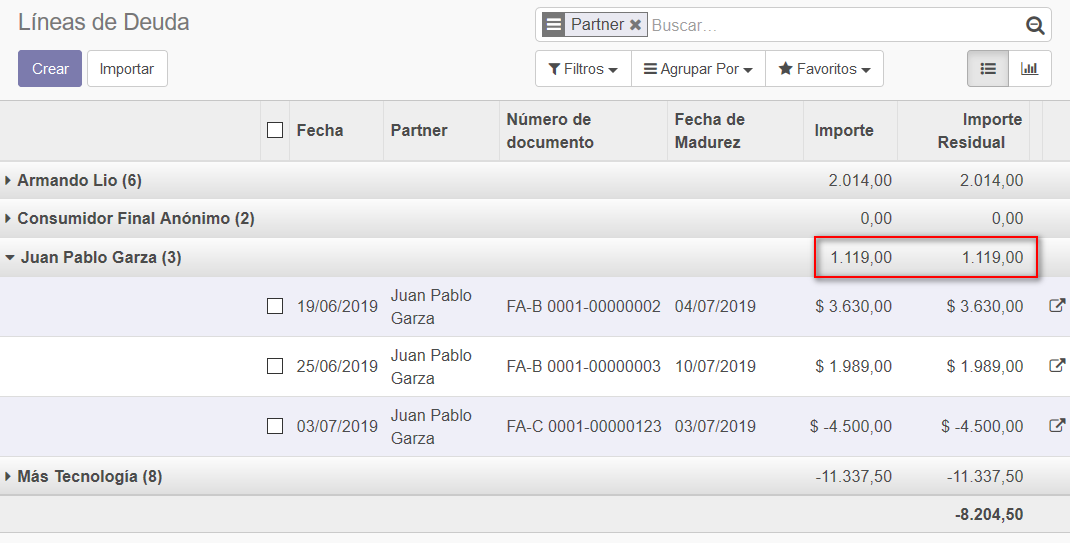 Líneas de Deuda
Partner Buscar...
Crear Importar
Filtros Agrupar Por Favoritos
Fecha Partner Número de documento Fecha de Madurez Importe Importe Residual
Armando Lio (6) 2.014,00 2.014,00
Consumidor Final Anónimo (2) 0,00 0,00
Juan Pablo Garza (3) 1.119,00 1.119,00
19/06/2019 Juan Pablo Garza FA-B 0001-00000002 04/07/2019 $ 3.630,00 $ 3.630,00
25/06/2019 Juan Pablo Garza FA-B 0001-00000003 10/07/2019 $ 1.989,00 $ 1.989,00
03/07/2019 Juan Pablo Garza FA-C 0001-00000123 03/07/2019 $ -4.500,00 $ -4.500,00
Más Tecnología (8) -11.337,50 -11.337,50
-8.204,50